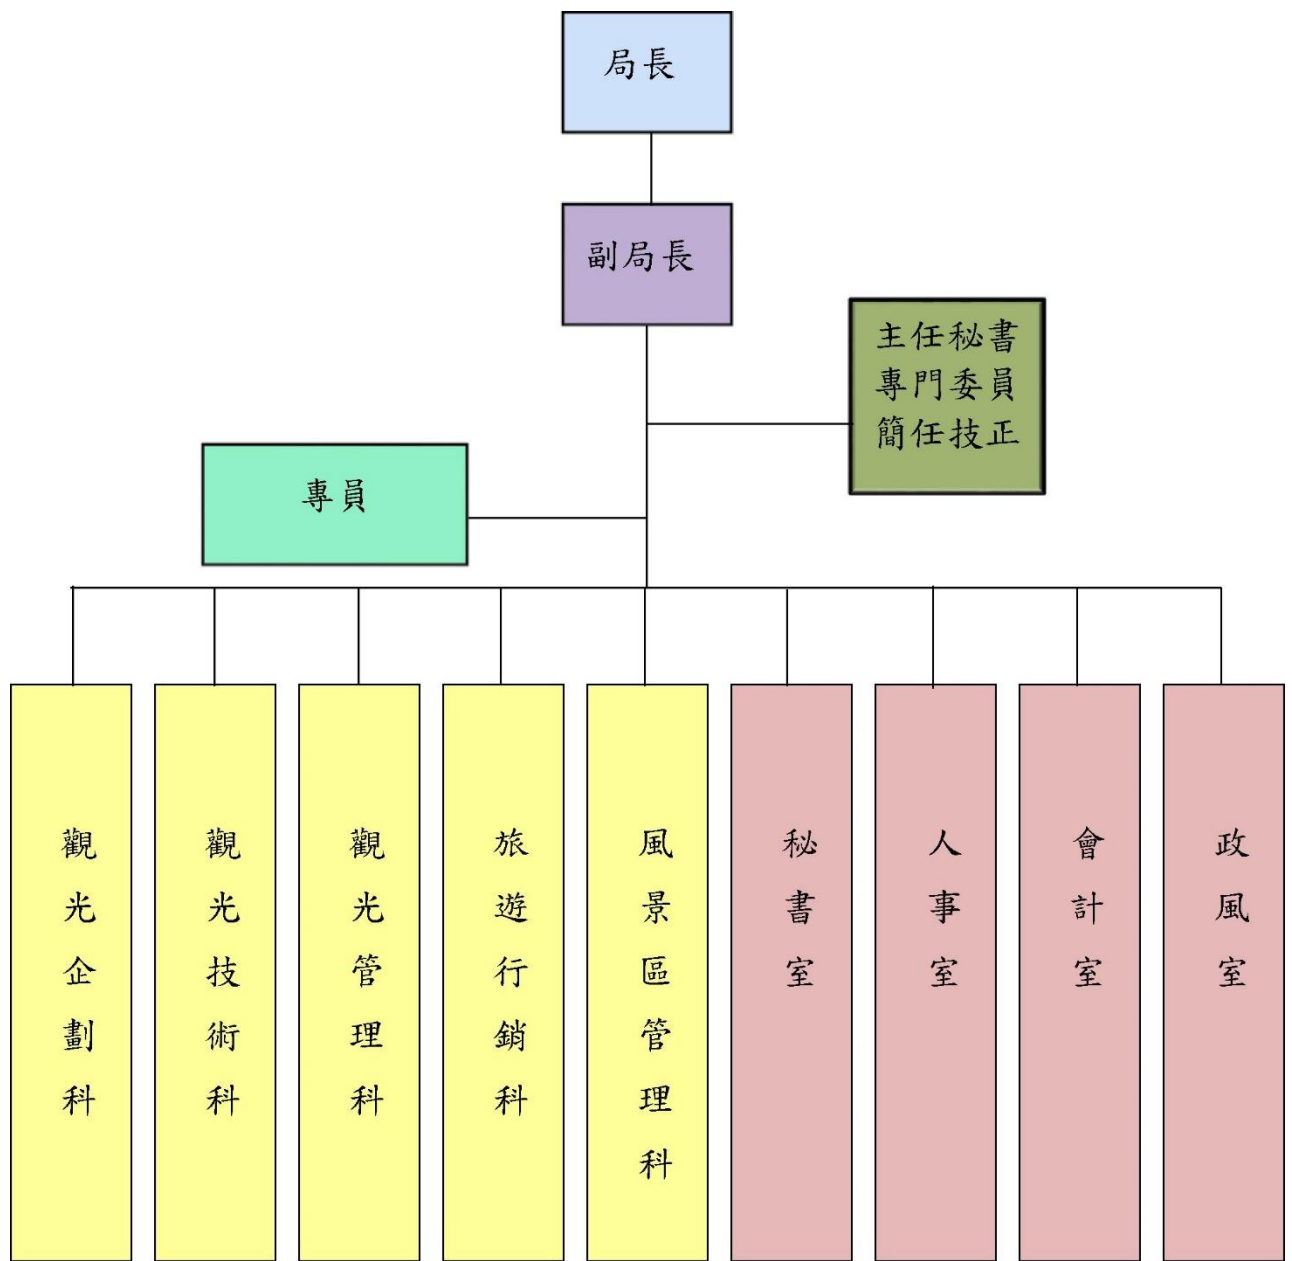 局長
副局長
主任秘書
專門委員
簡任技正
專員
觀光企劃科
觀光技術科
觀光管理科
旅遊行銷科
風景區管理科
秘書室
人事室
會計室
政風室